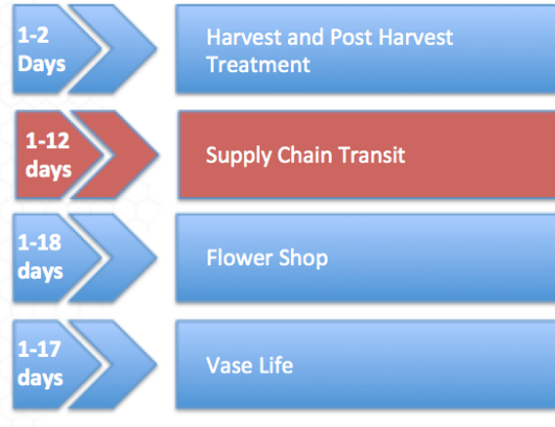 1-2
Days
Harvest and Post Harvest
Treatment
1-12
days
Supply Chain Transit
1-18
days
Flower Shop
1-17
days
Vase Life